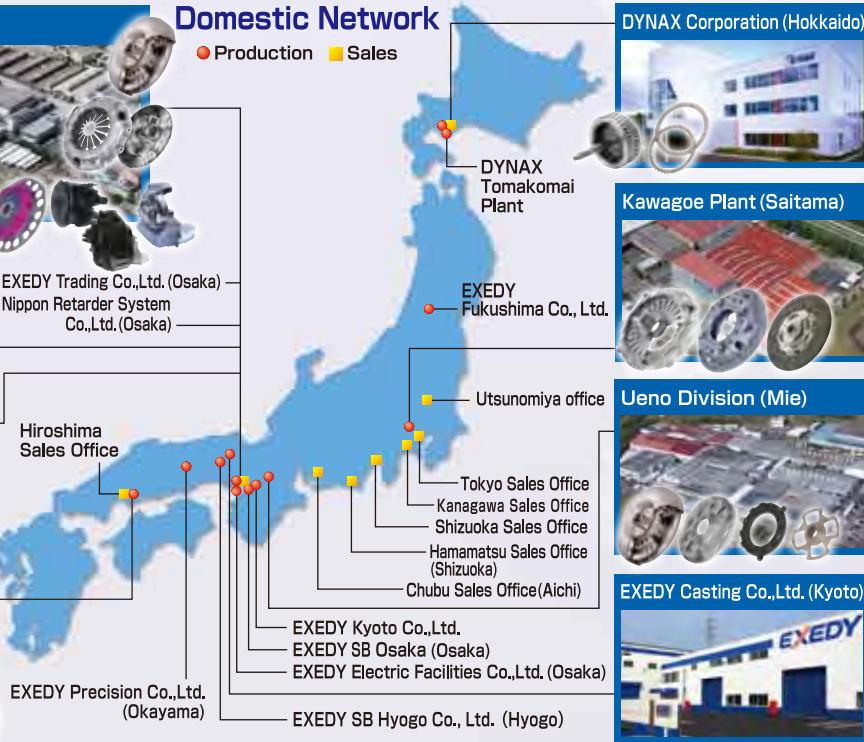 Domestic Network
Production
Sales
DYNAX Corporation (Hokkaido)
DYNAX
Tomakomai
Plant
Kawagoe Plant (Saitama)
EXEDY Trading Co.,Ltd. (Osaka)
Nippon Retarder System
Co.,Ltd. (Osaka)
EXEDY
Fukushima Co., Ltd.
Utsunomiya office
Ueno Division (Mie)
Hiroshima
Sales Office
Tokyo Sales Office
Kanagawa Sales Office
Shizuoka Sales Office
Hamamatsu Sales Office
(Shizuoka)
Chubu Sales Office (Aichi)
EXEDY Casting Co.,Ltd. (Kyoto)
EXEDY
EXEDY Kyoto Co.,Ltd.
EXEDY SB Osaka (Osaka)
EXEDY Electric Facilities Co.,Ltd. (Osaka)
EXEDY Precision Co.,Ltd.
(Okayama)
EXEDY SB Hyogo Co., Ltd. (Hyogo)